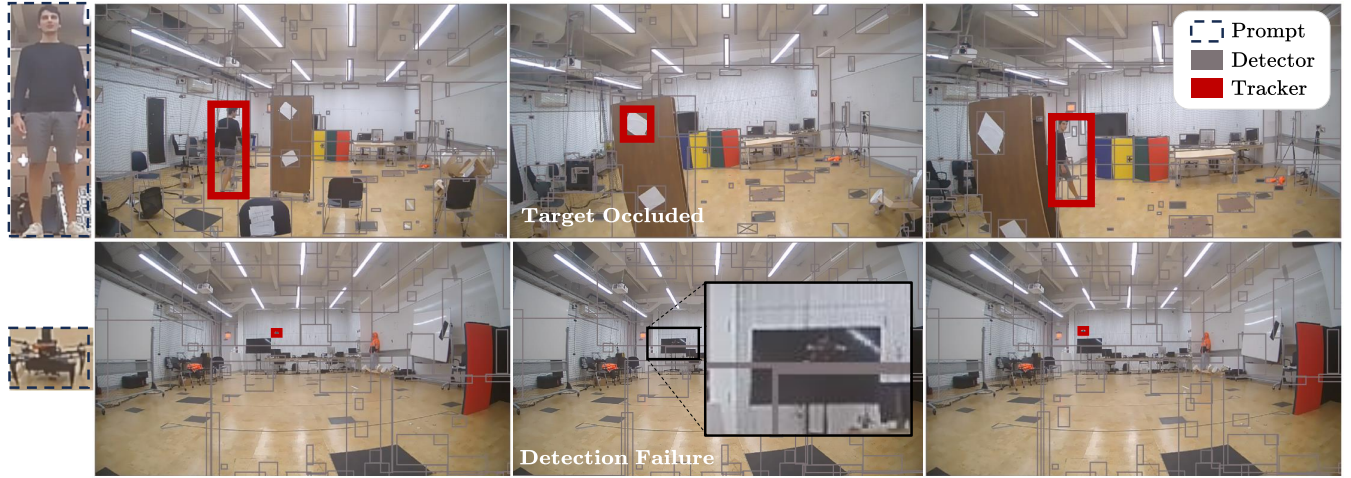 Prompt
Detector
Tracker
Target Occluded
Detection Failure